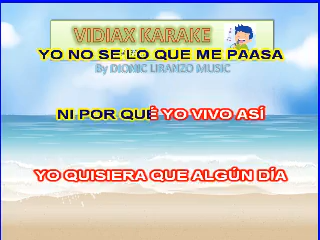 VIDIAX KARAKE
YO NO SE LO QUE ME PAASA
By DIONIC LIRANZO MUSIC
NI POR QUÉ YO VIVO ASÍ
YO QUISIERA QUE ALGÚN DÍA